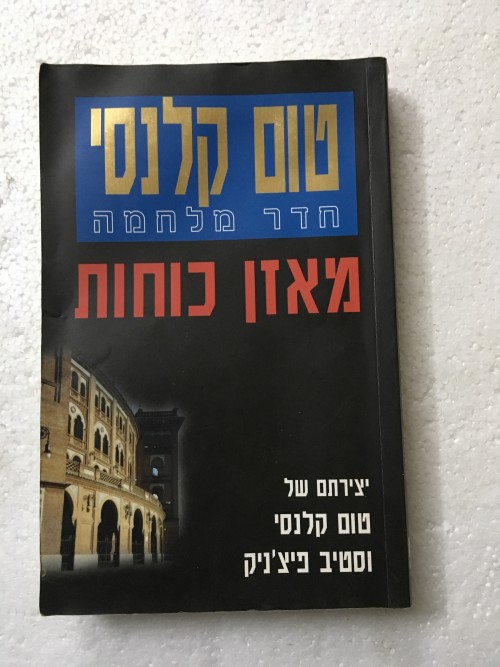 טום קלנסי
חדר מלחמה
מאזן כוחות
יצירתם של
טום קלנסי
וסטיב פיצ'ניק